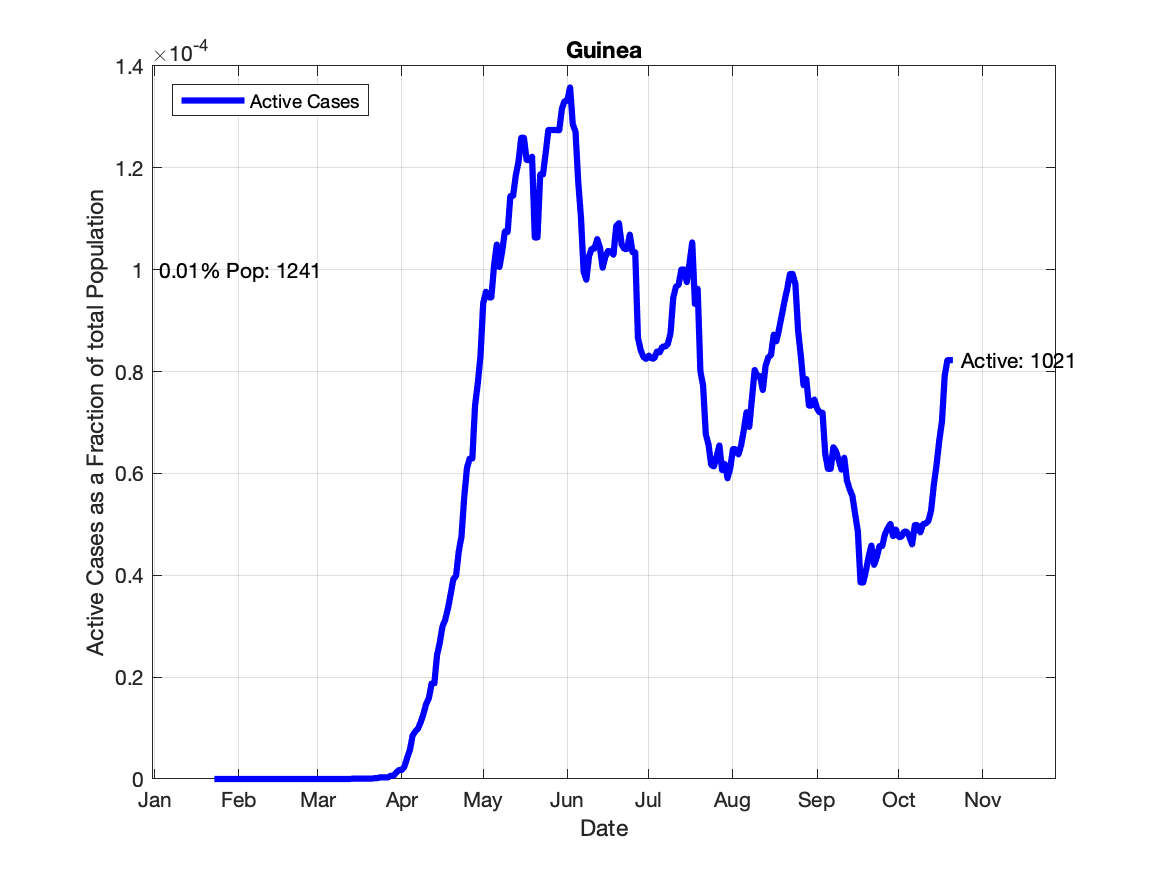 Guinea
×10-4
Active Cases
1.4
1.2
1
0.8
0.6
0.4
0.2
0
0.01% Pop: 1241
Active: 1021
Active Cases as a Fraction of total Population
Jan Feb Mar Apr May Jun Jul Aug Sep Oct Nov
Date